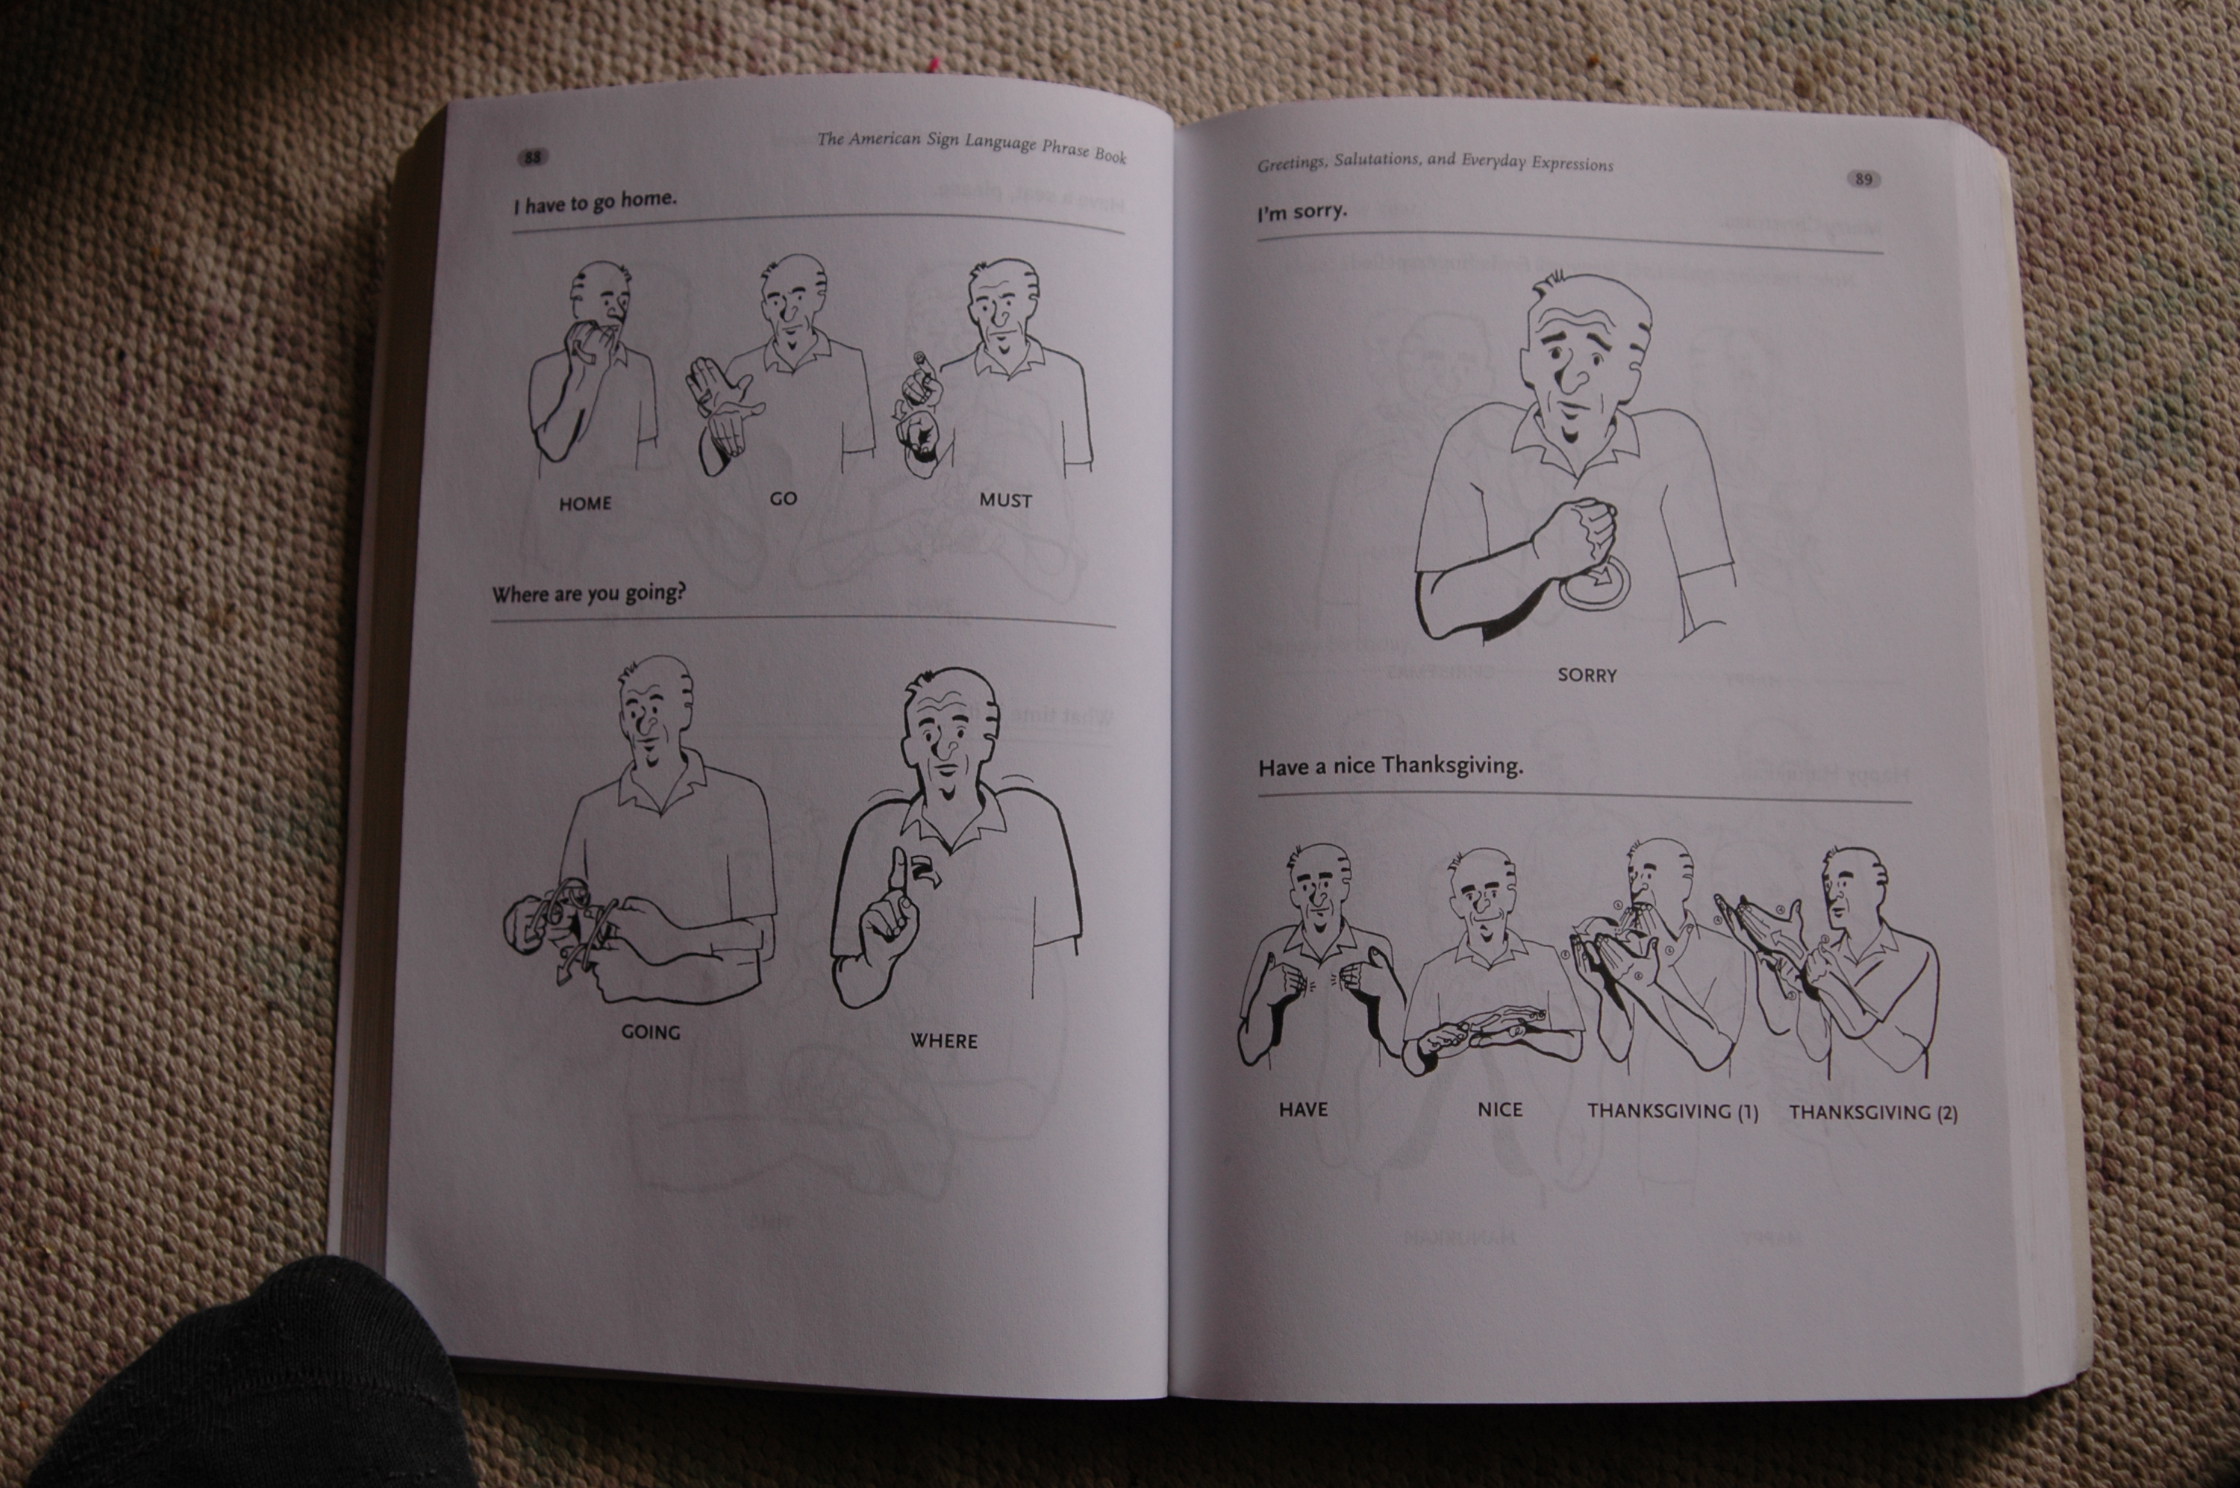 88
The American Sign Language Phrase Book
I have to go home.
HOME GO MUST
Where are you going?
GOING WHERE
Greetings, Salutations, and Everyday Expressions
89
I'm sorry.
SORRY
Have a nice Thanksgiving.
HAVE NICE THANKSGIVING (1) THANKSGIVING (2)